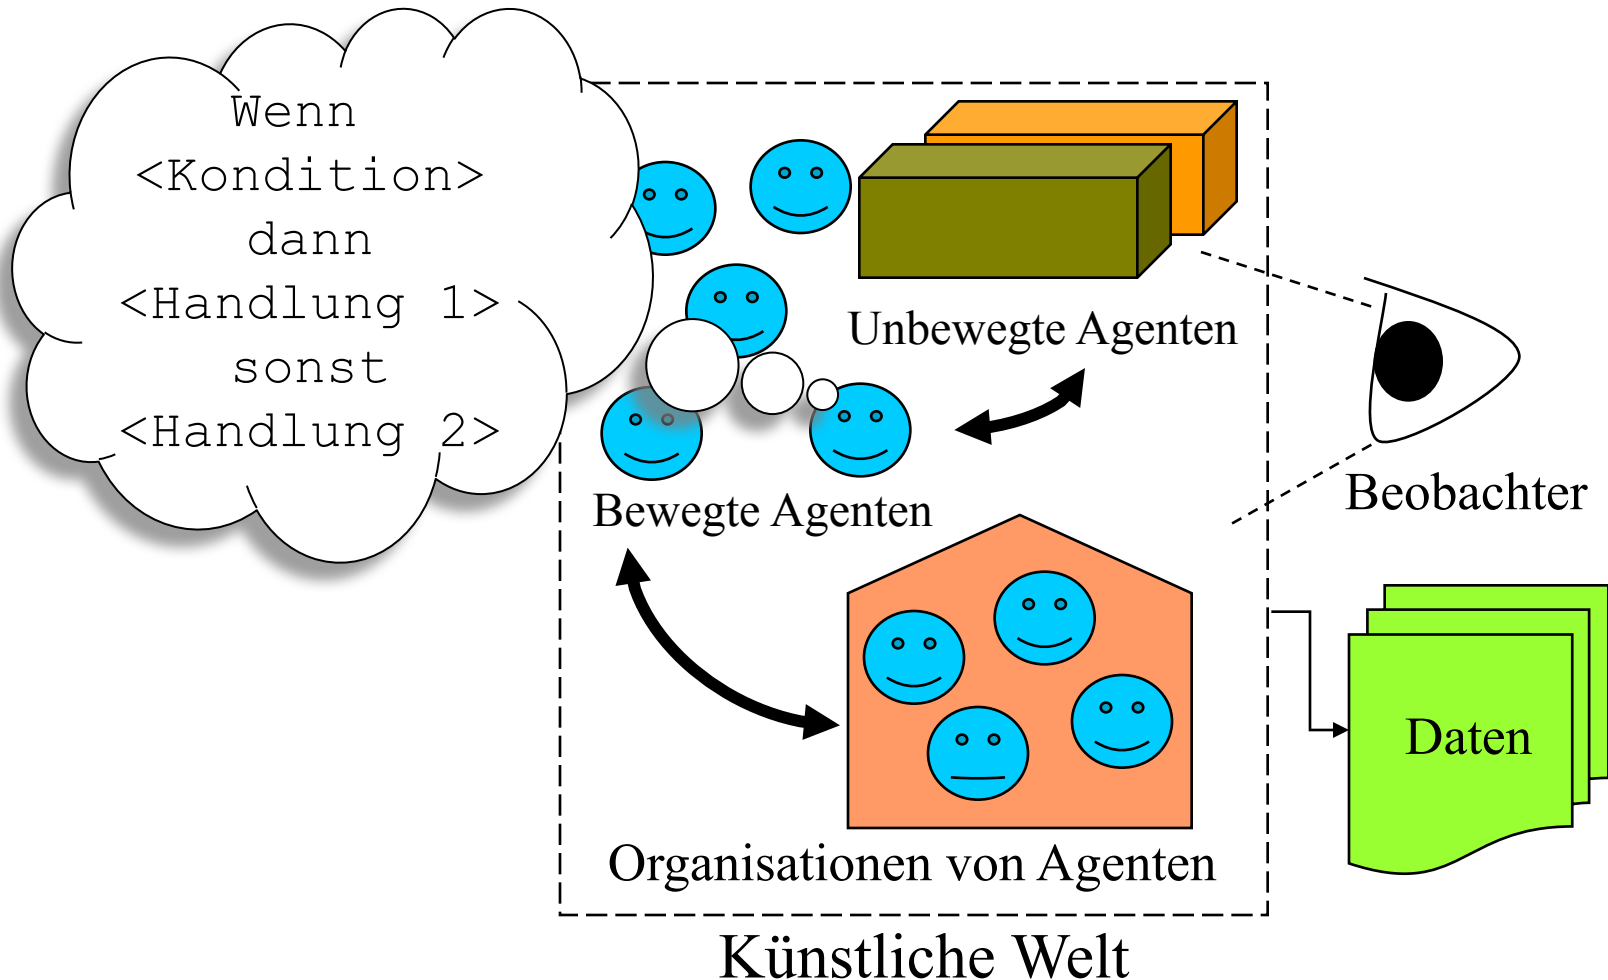 Wenn
<Kondition>
dann
<Handlung 1>
sonst
<Handlung 2>
Unbewegte Agenten
Bewegte Agenten
Beobachter
Daten
Organisationen von Agenten
Künstliche Welt